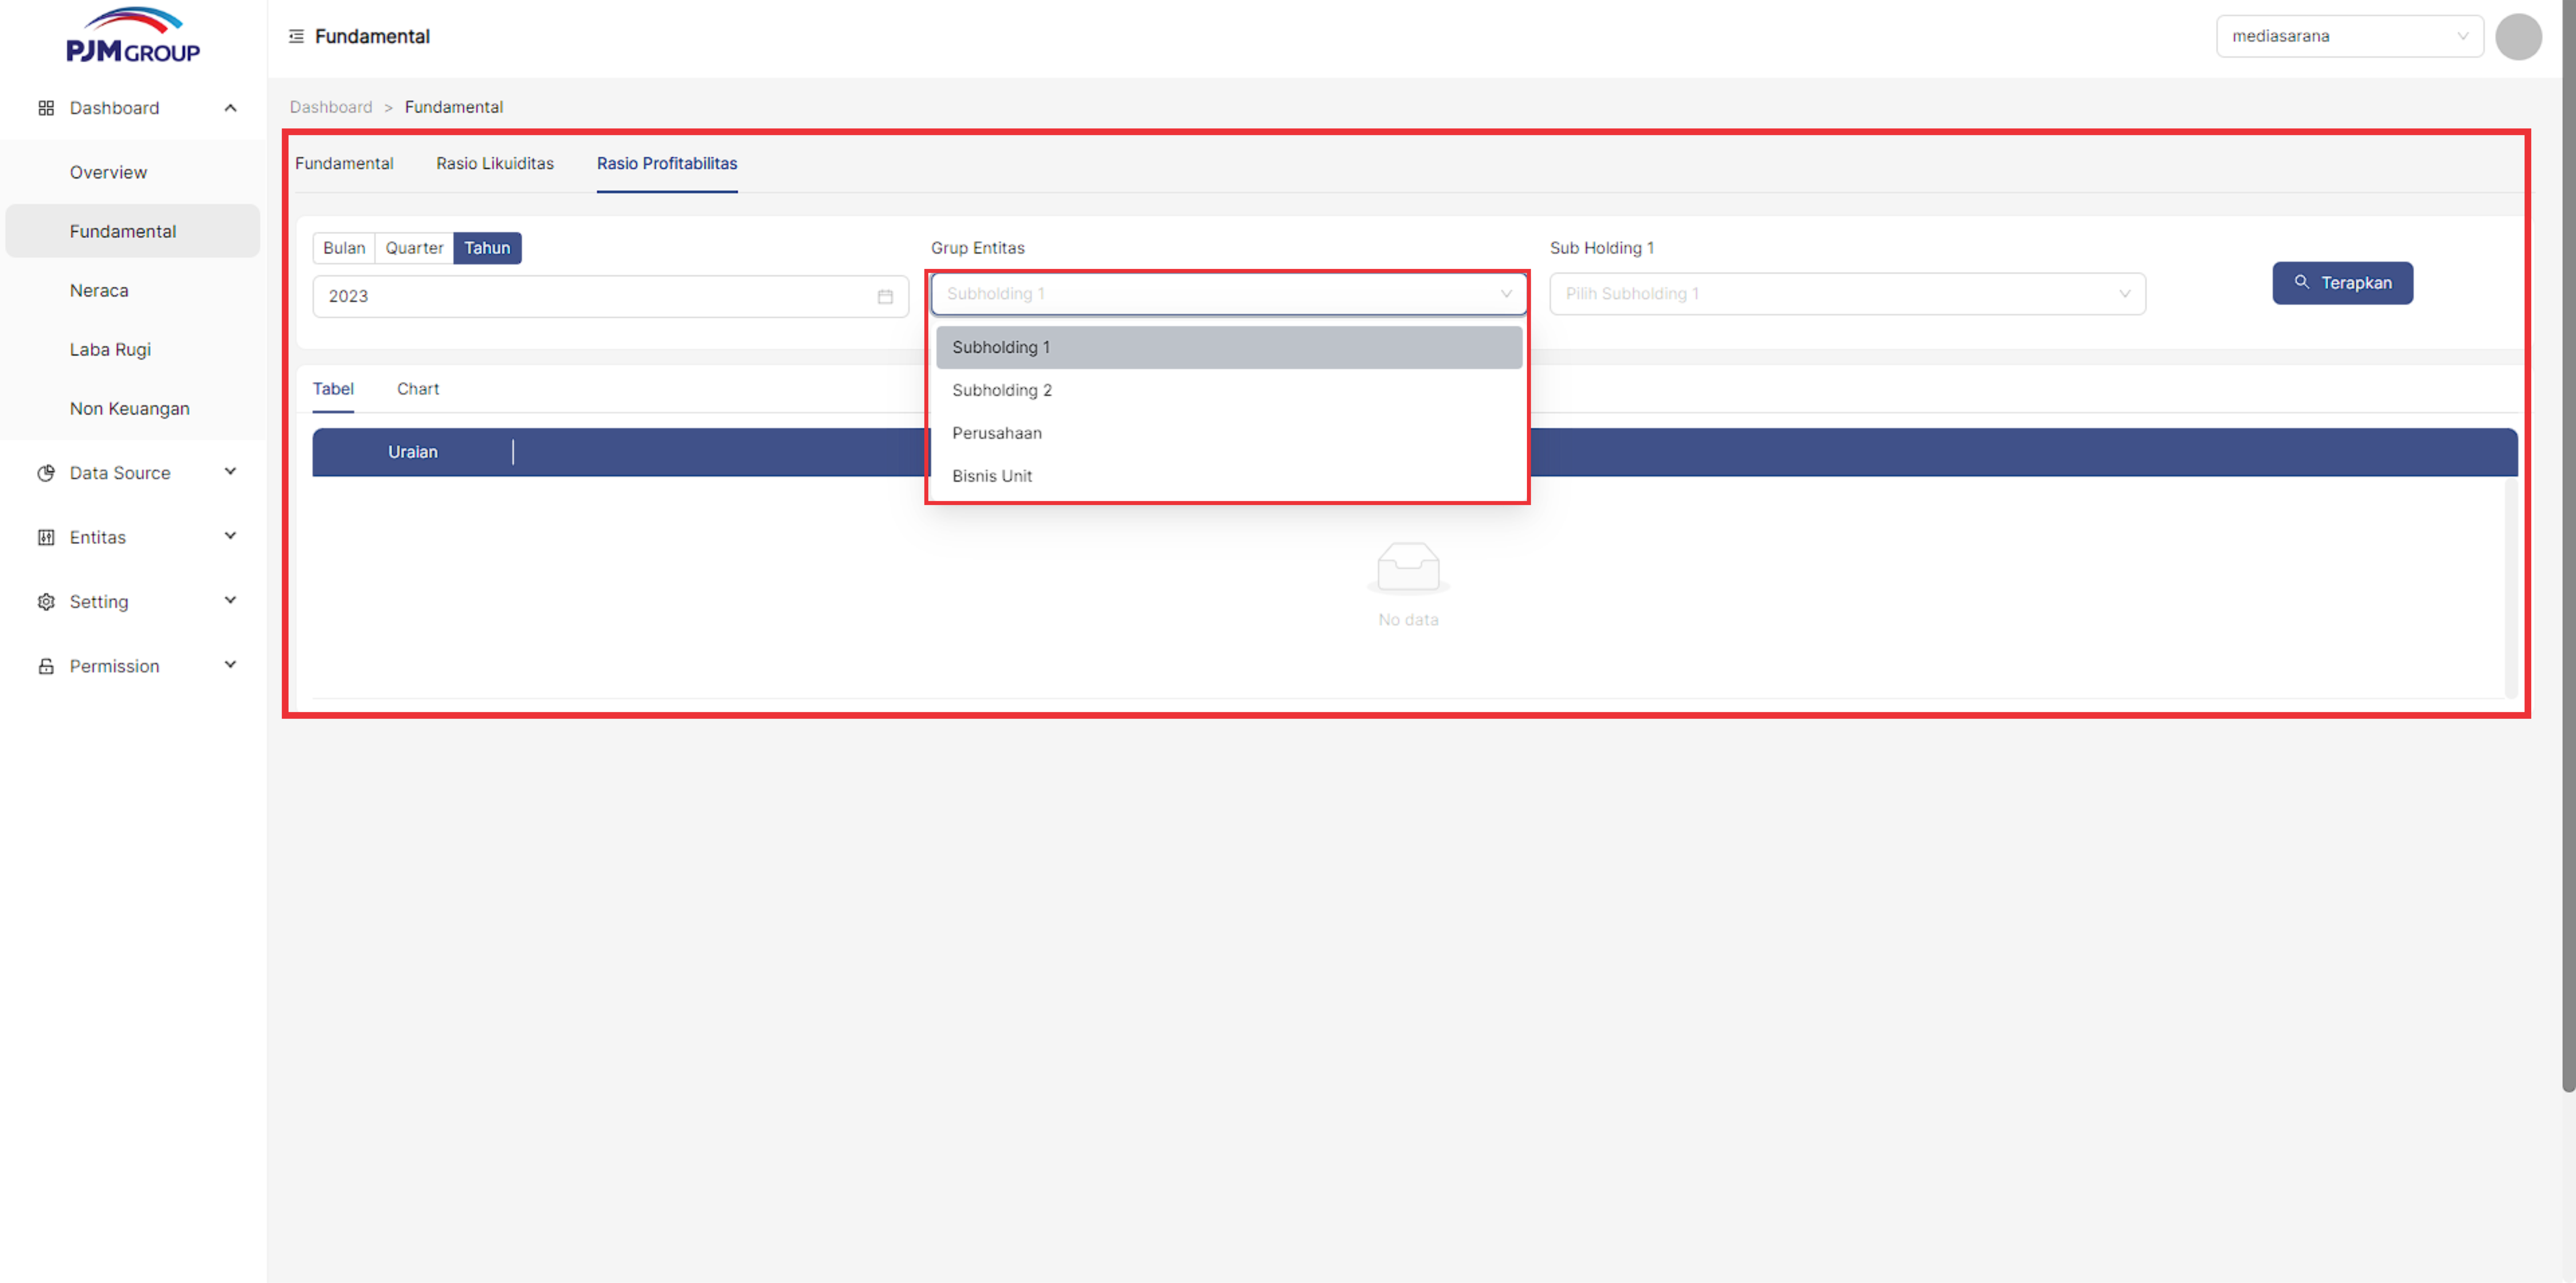 PJM GROUP
Fundamental
mediasarana
Dashboard
Overview
Fundamental
Neraca
Laba Rugi
Non Keuangan
Data Source
Entitas
Setting
Permission
Dashboard > Fundamental
Fundamental Rasio Likuiditas Rasio Profitabilitas
Bulan Quarter Tahun
2023
Grup Entitas
Subholding 1
Subholding 1
Subholding 2
Perusahaan
Bisnis Unit
Sub Holding 1
Pilih Subholding 1
Terapkan
Tabel Chart
Uraian
No data